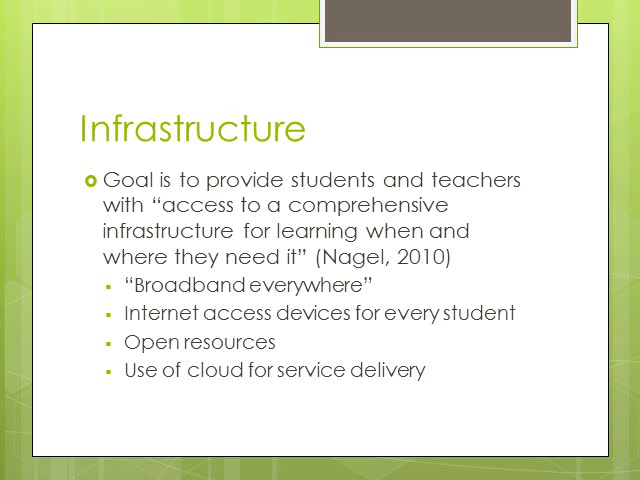 Infrastructure
Goal is to provide students and teachers
with “access to a comprehensive
infrastructure for learning when and
where they need it” (Nagel, 2010)
“Broadband everywhere”
Internet access devices for every student
Open resources
Use of cloud for service delivery